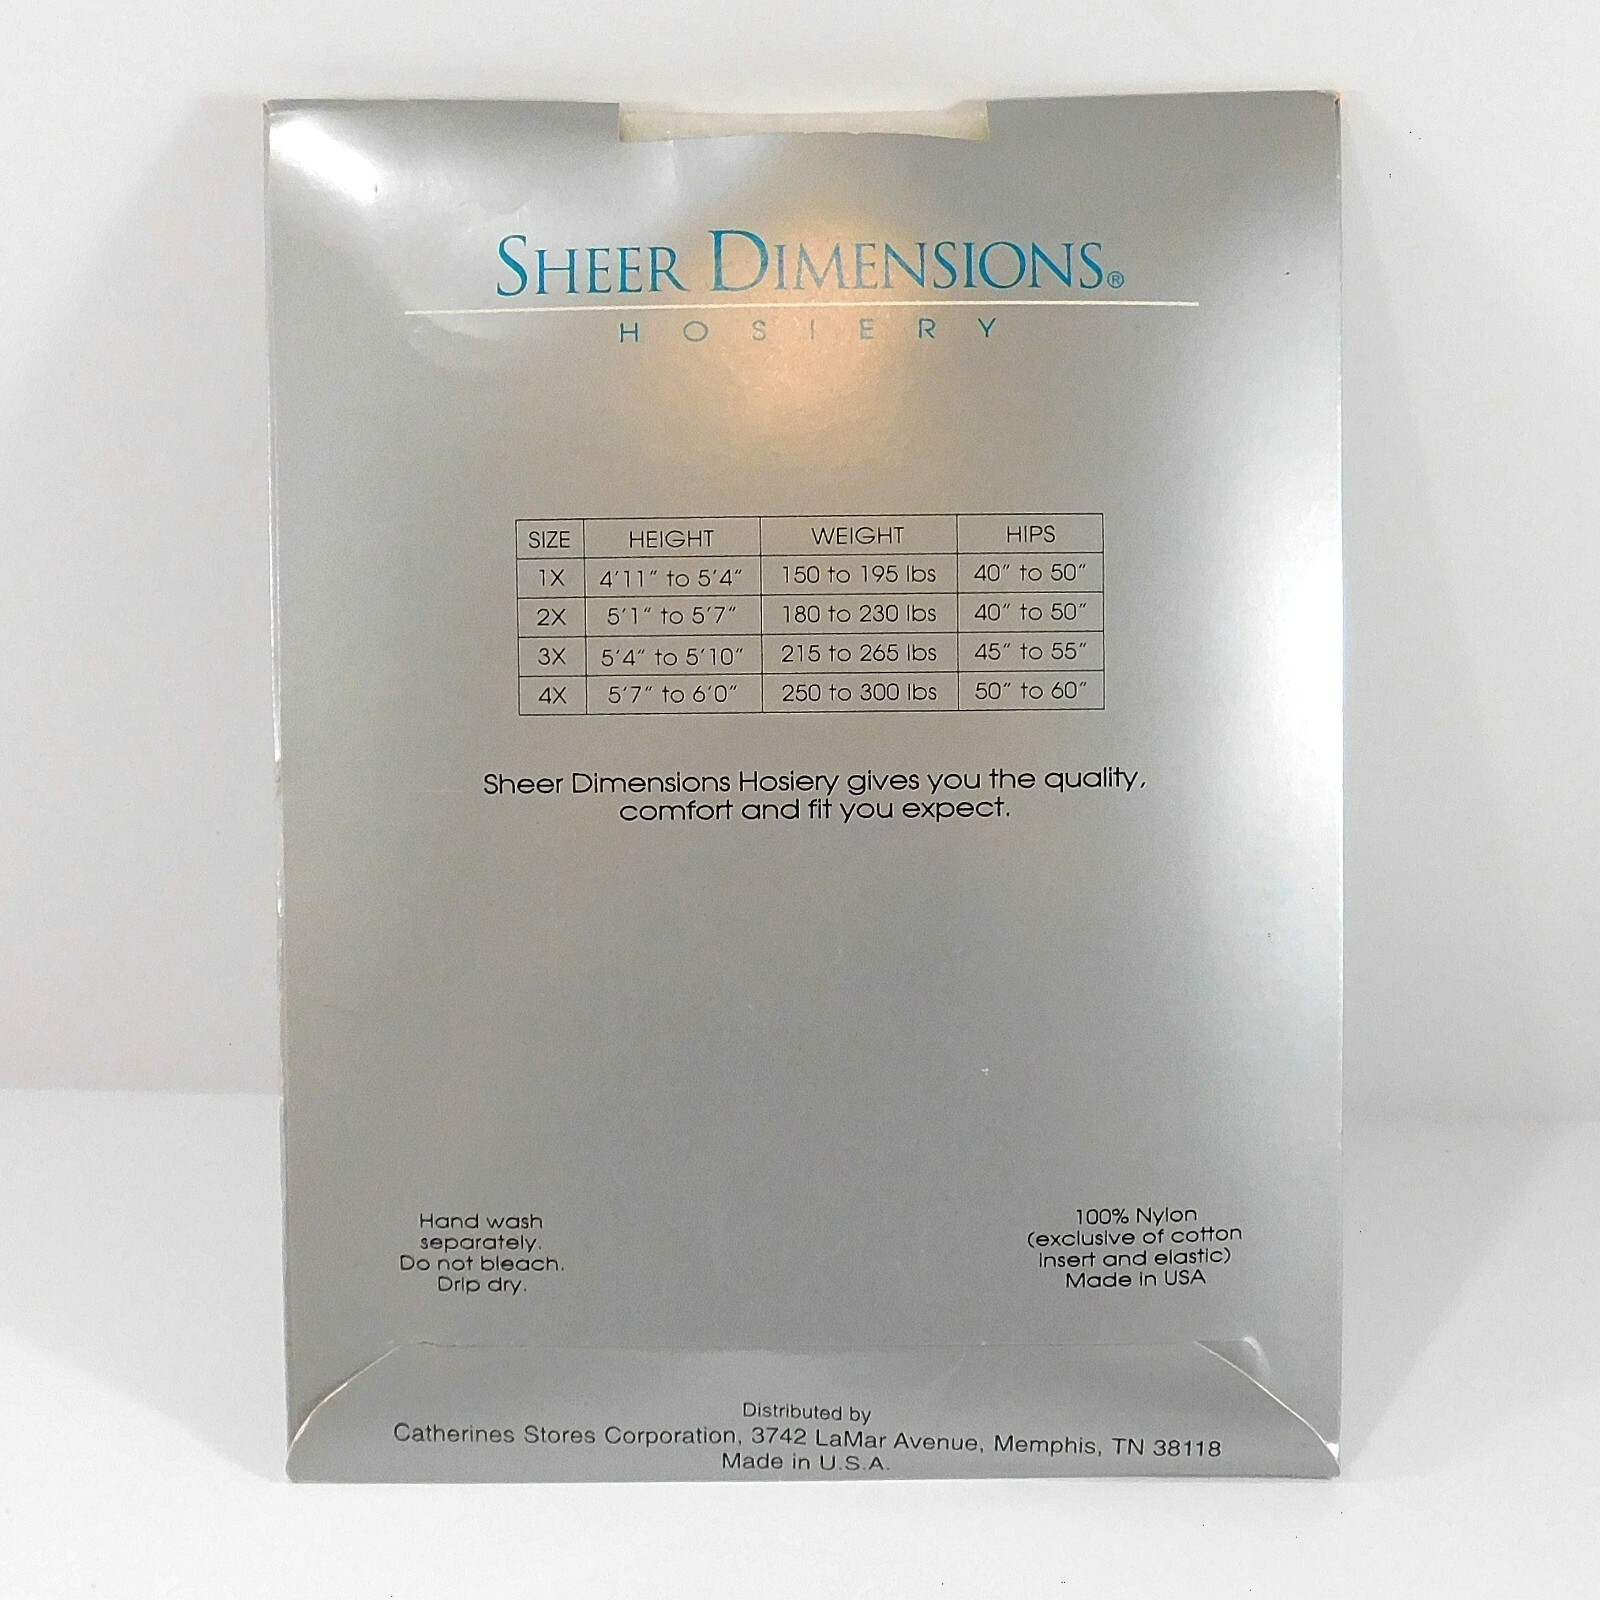 SHEER DIMENSIONS®
HOSIERY
SIZE HEIGHT WEIGHT HIPS
1X 4'11" to 5'4" 150 to 195 lbs 40" to 50"
2X 5'1" to 5'7" 180 to 230 lbs 40" to 50"
3X 5'4" to 5'10" 215 to 265 lbs 45" to 55"
4X 5'7" to 6'0" 250 to 300 lbs 50" to 60"
Sheer Dimensions Hosiery gives you the quality,
comfort and fit you expect.
Hand wash
separately.
Do not bleach.
Drip dry.
100% Nylon
(exclusive of cotton
insert and elastic)
Made in USA
Distributed by
Catherines Stores Corporation, 3742 LaMar Avenue, Memphis, TN 38118
Made in U.S.A.